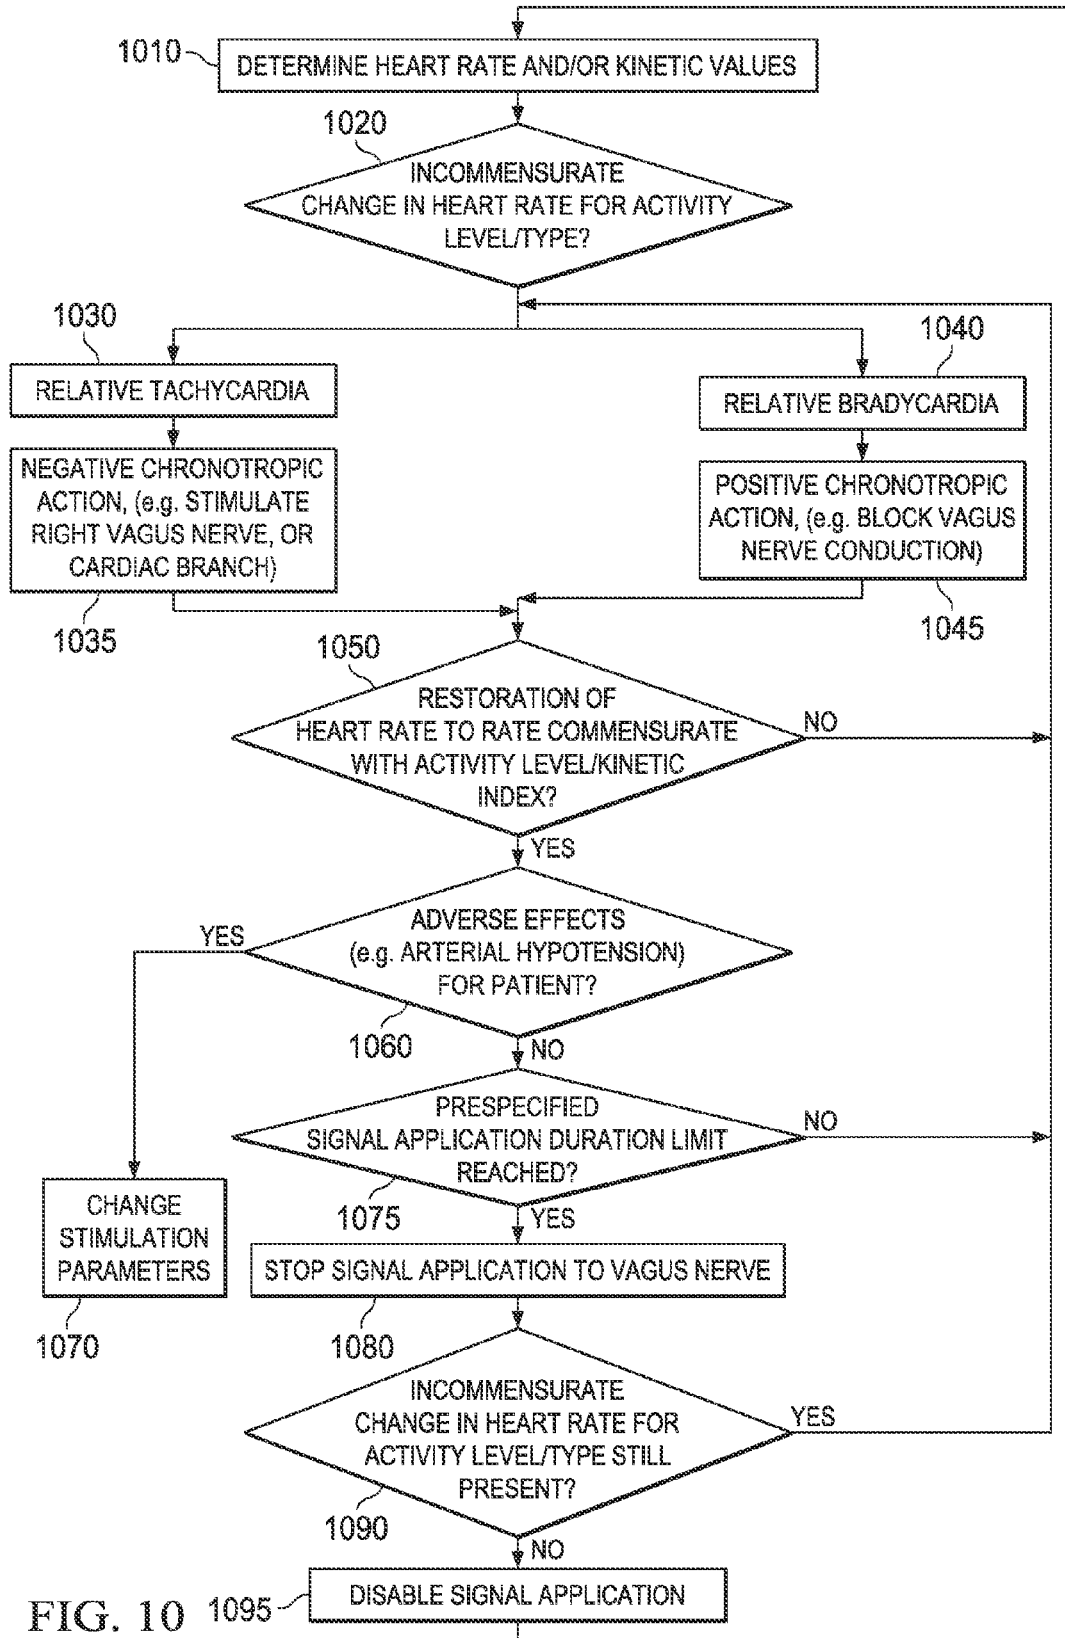 1010
DETERMINE HEART RATE AND/OR KINETIC VALUES
1020
INCOMMENSURATE
CHANGE IN HEART RATE FOR ACTIVITY
LEVEL/TYPE?
1030
RELATIVE TACHYCARDIA
1040
RELATIVE BRADYCARDIA
NEGATIVE CHRONOTROPIC
ACTION, (e.g. STIMULATE
RIGHT VAGUS NERVE, OR
CARDIAC BRANCH)
1035
POSITIVE CHRONOTROPIC
ACTION, (e.g. BLOCK VAGUS
NERVE CONDUCTION)
1045
1050
RESTORATION OF
HEART RATE TO RATE COMMENSURATE
WITH ACTIVITY LEVEL/KINETIC
INDEX?
NO
YES
ADVERSE EFFECTS
(e.g. ARTERIAL HYPOTENSION)
FOR PATIENT?
YES
1060
NO
PRESPECIFIED
SIGNAL APPLICATION DURATION LIMIT
REACHED?
NO
1075
YES
CHANGE
STIMULATION
PARAMETERS
1070
STOP SIGNAL APPLICATION TO VAGUS NERVE
1080
INCOMMENSURATE
CHANGE IN HEART RATE FOR
ACTIVITY LEVEL/TYPE STILL
PRESENT?
YES
1090
NO
DISABLE SIGNAL APPLICATION
1095
FIG. 10